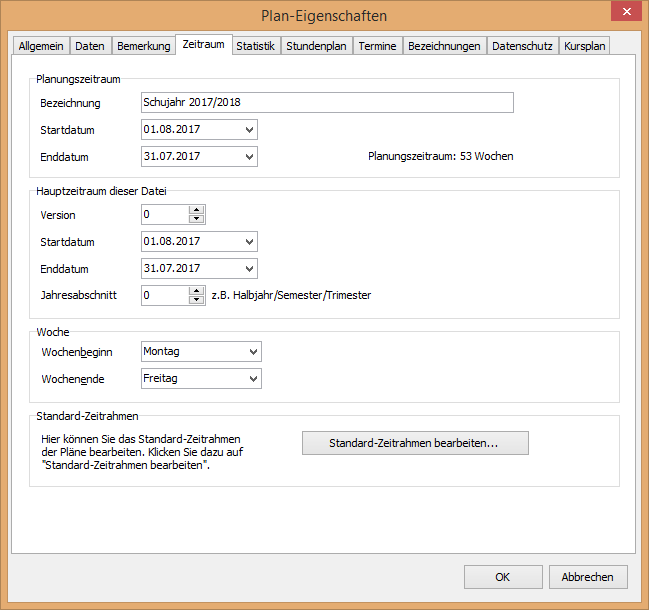 Plan-Eigenschaften
Allgemein Daten Bemerkung Zeitraum Statistik Stundenplan Termine Bezeichnungen Datenschutz Kursplan
Planungszeitraum
Bezeichnung Schujahr 2017/2018
Startdatum 01.08.2017
Enddatum 31.07.2017 Planungszeitraum: 53 Wochen
Hauptzeitraum dieser Datei
Version 0
Startdatum 01.08.2017
Enddatum 31.07.2017
Jahresabschnitt 0 z.B. Halbjahr/Semester/Trimester
Woche
Wochenbeginn Montag
Wochenende Freitag
Standard-Zeitrahmen
Hier können Sie das Standard-Zeitrahmen
der Pläne bearbeiten. Klicken Sie dazu auf
"Standard-Zeitrahmen bearbeiten".
Standard-Zeitrahmen bearbeiten...
OK Abbrechen